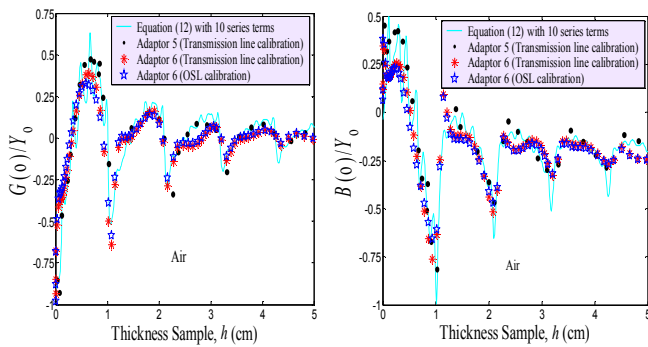 Equation (12) with 10 series terms
Adaptor 5 (Transmission line calibration)
Adaptor 6 (Transmission line calibration)
Adaptor 6 (OSL calibration)
0.75
0.5
0.25
0
-0.25
-0.5
-0.75
-1
G (o) / Y o
Air
0 1 2 3 4 5
Thickness Sample, h (cm)
Equation (12) with 10 series terms
Adaptor 5 (Transmission line calibration)
Adaptor 6 (Transmission line calibration)
Adaptor 6 (OSL calibration)
0.5
0.25
0
-0.25
-0.5
-0.75
-1
B (o) / Y o
Air
0 1 2 3 4 5
Thickness Sample, h (cm)